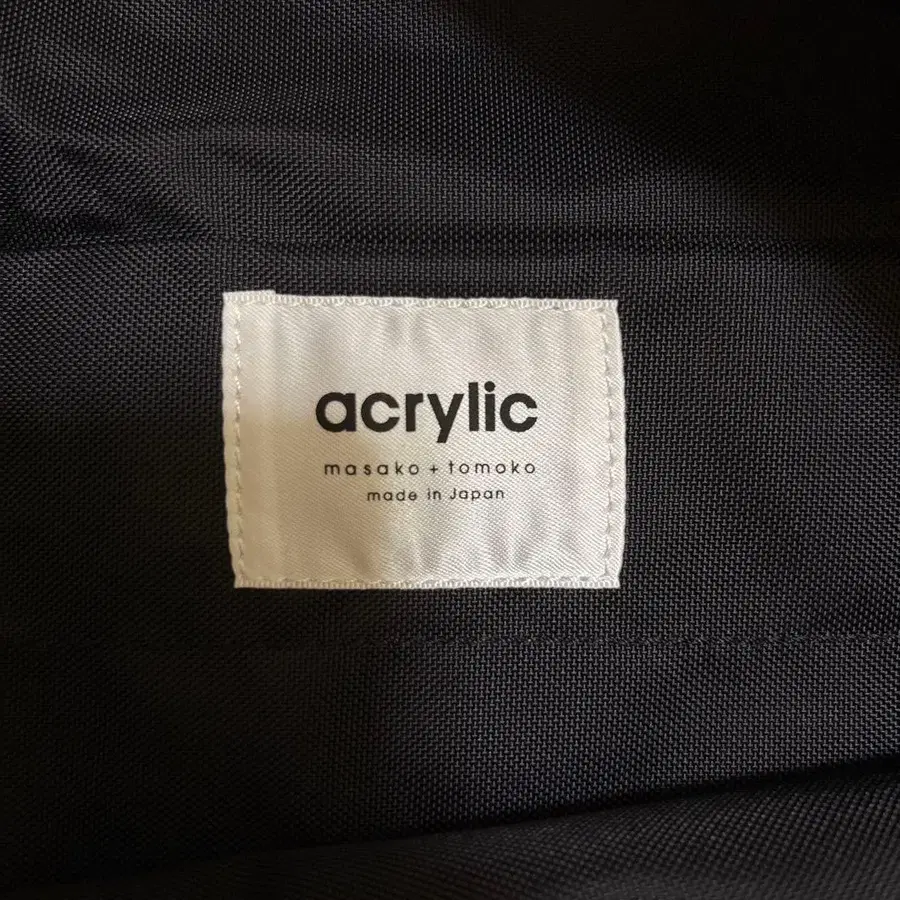 acrylic
masako + tomoko
made in Japan